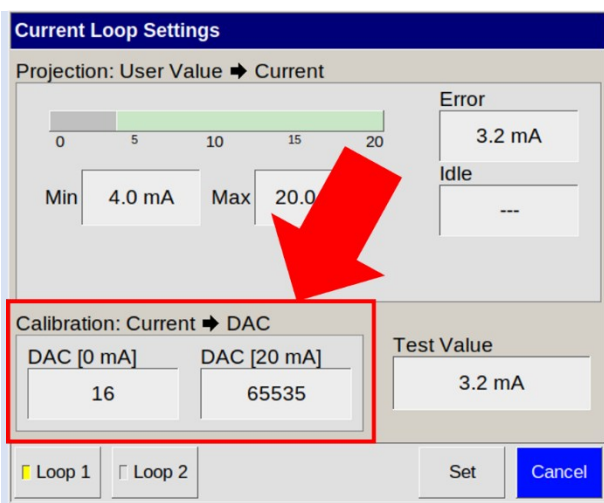 Current Loop Settings
Projection: User Value ➡ Current
Error
3.2 mA
0 5 10 15 20
Idle
---
Min 4.0 mA Max 20.0
Calibration: Current ➡ DAC
DAC [0 mA] DAC [20 mA]
16 65535
Test Value
3.2 mA
Loop 1 Loop 2 Set Cancel